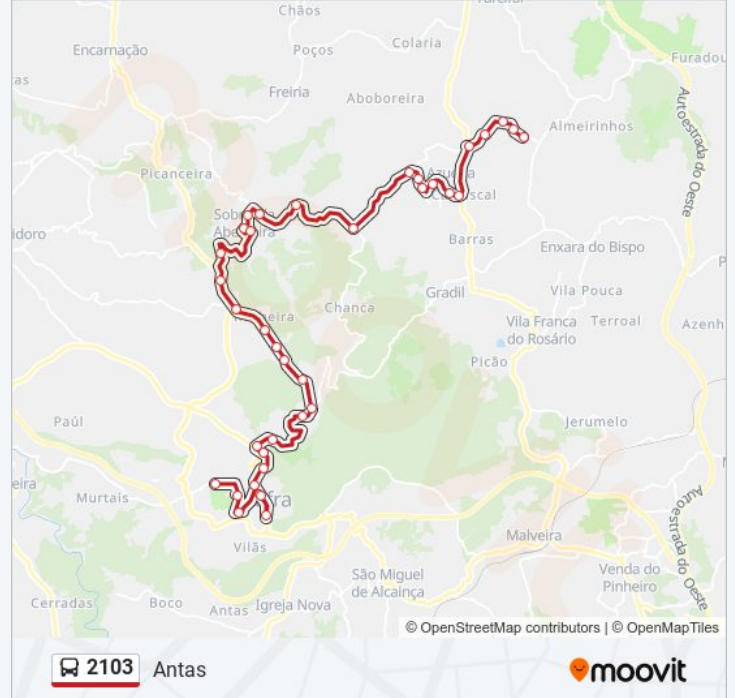 Chãos
Encarnação
Poços
Colaria
Furadou
Freiria
Aboboreira
Almeirinhos
Autoestrada do Oeste
Picanceira
Barras
Enxara do Bispo
Gradil
Vila Pouca
Chanca
Vila Franca
do Rosário
Terroal
Azenh
Picão
Paúl
Jerumelo
Murtais
Autoestrada do Oeste
Malveira
Vilãs
São Miguel
de Alcainça
Venda do
Pinheiro
Cerradas
Boco
Antas
Igreja Nova
© OpenStreetMap contributors | © OpenMapTiles
2103 Antas
moovit